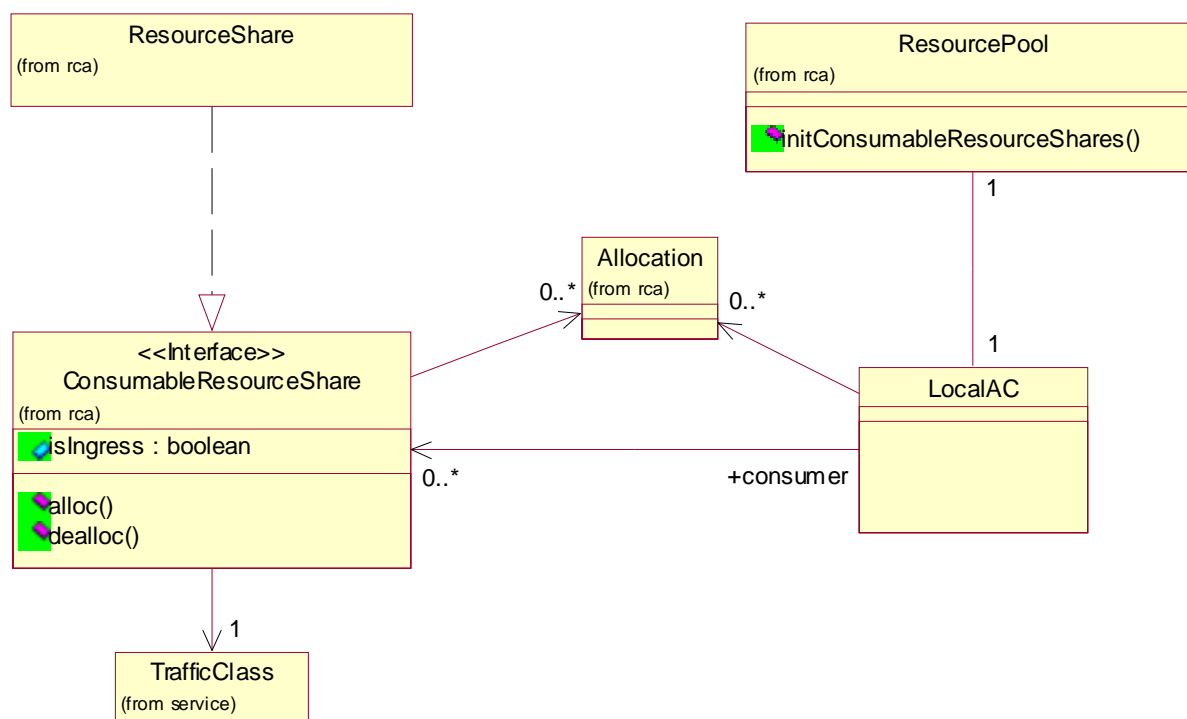 ResourceShare
(from rca)
ResourcePool
(from rca)
initConsumableResourceShares()
1
Allocation
(from rca)
0..*
0..*
<<Interface>>
ConsumableResourceShare
(from rca)
isIngress : boolean
alloc()
dealloc()
1
LocalAC
0..*
+consumer
1
TrafficClass
(from service)